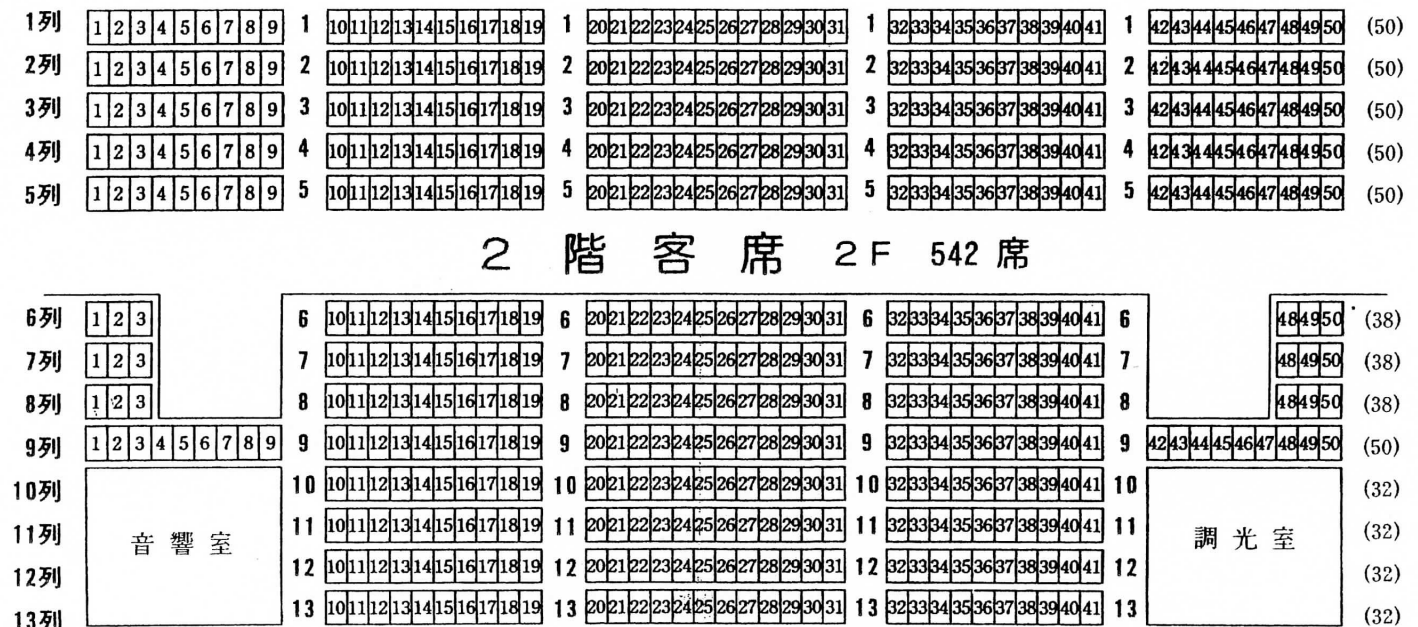 1列 1 2 3 4 5 6 7 8 9 1 10 11 12 13 14 15 16 17 18 19 1 20 21 22 23 24 25 26 27 28 29 30 31 1 32 33 34 35 36 37 38 39 40 41 1 42 43 44 45 46 47 48 49 50 (50)
2列 1 2 3 4 5 6 7 8 9 2 10 11 12 13 14 15 16 17 18 19 2 20 21 22 23 24 25 26 27 28 29 30 31 2 32 33 34 35 36 37 38 39 40 41 2 42 43 44 45 46 47 48 49 50 (50)
3列 1 2 3 4 5 6 7 8 9 3 10 11 12 13 14 15 16 17 18 19 3 20 21 22 23 24 25 26 27 28 29 30 31 3 32 33 34 35 36 37 38 39 40 41 3 42 43 44 45 46 47 48 49 50 (50)
4列 1 2 3 4 5 6 7 8 9 4 10 11 12 13 14 15 16 17 18 19 4 20 21 22 23 24 25 26 27 28 29 30 31 4 32 33 34 35 36 37 38 39 40 41 4 42 43 44 45 46 47 48 49 50 (50)
5列 1 2 3 4 5 6 7 8 9 5 10 11 12 13 14 15 16 17 18 19 5 20 21 22 23 24 25 26 27 28 29 30 31 5 32 33 34 35 36 37 38 39 40 41 5 42 43 44 45 46 47 48 49 50 (50)
2 階 客 席 2F 542 席
6列 1 2 3 6 10 11 12 13 14 15 16 17 18 19 6 20 21 22 23 24 25 26 27 28 29 30 31 6 32 33 34 35 36 37 38 39 40 41 6 48 49 50 (38)
7列 1 2 3 7 10 11 12 13 14 15 16 17 18 19 7 20 21 22 23 24 25 26 27 28 29 30 31 7 32 33 34 35 36 37 38 39 40 41 7 48 49 50 (38)
8列 1 2 3 8 10 11 12 13 14 15 16 17 18 19 8 20 21 22 23 24 25 26 27 28 29 30 31 8 32 33 34 35 36 37 38 39 40 41 8 48 49 50 (38)
9列 1 2 3 4 5 6 7 8 9 9 10 11 12 13 14 15 16 17 18 19 9 20 21 22 23 24 25 26 27 28 29 30 31 9 32 33 34 35 36 37 38 39 40 41 9 42 43 44 45 46 47 48 49 50 (50)
10列 10 10 11 12 13 14 15 16 17 18 19 10 20 21 22 23 24 25 26 27 28 29 30 31 10 32 33 34 35 36 37 38 39 40 41 10 (32)
11列 音響室 11 10 11 12 13 14 15 16 17 18 19 11 20 21 22 23 24 25 26 27 28 29 30 31 11 32 33 34 35 36 37 38 39 40 41 11 調光室 (32)
12列 12 10 11 12 13 14 15 16 17 18 19 12 20 21 22 23 24 25 26 27 28 29 30 31 12 32 33 34 35 36 37 38 39 40 41 12 (32)
13列 13 10 11 12 13 14 15 16 17 18 19 13 20 21 22 23 24 25 26 27 28 29 30 31 13 32 33 34 35 36 37 38 39 40 41 13 (32)